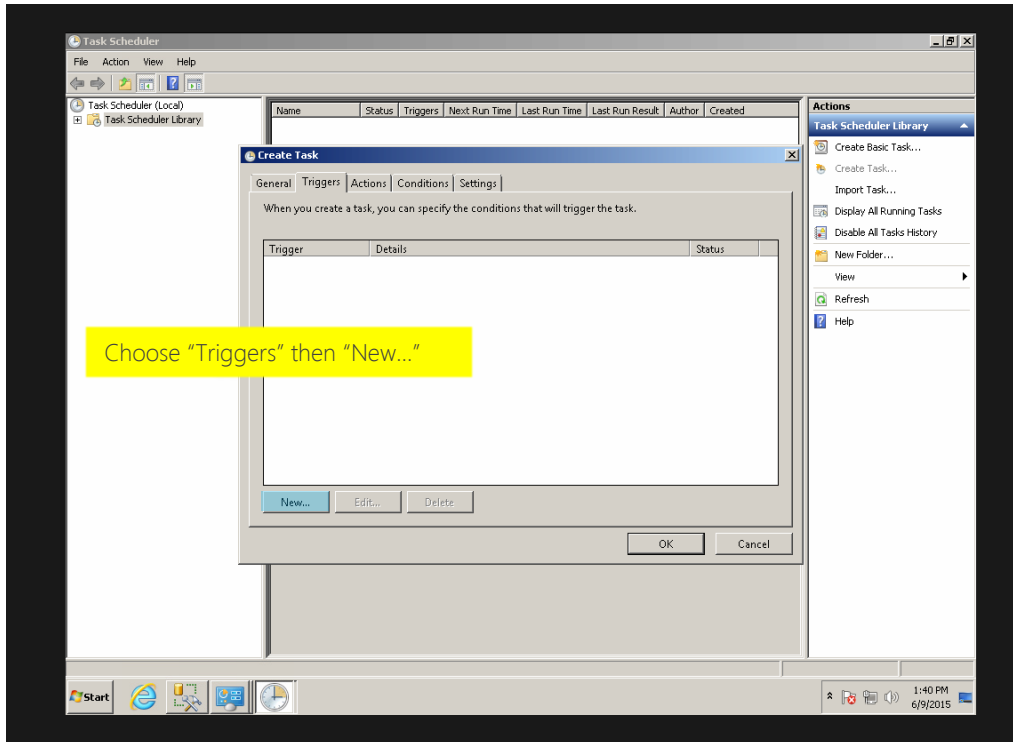 Task Scheduler
File Action View Help
Task Scheduler (Local)
Task Scheduler Library
Name Status Triggers Next Run Time Last Run Time Last Run Result Author Created
Actions
Task Scheduler Library
Create Basic Task...
Create Task...
Import Task...
Display All Running Tasks
Disable All Tasks History
New Folder...
View
Refresh
Help
Create Task
General Triggers Actions Conditions Settings
When you create a task, you can specify the conditions that will trigger the task.
Trigger Details Status
Choose “Triggers” then “New...”
New... Edit... Delete
OK Cancel
Start
1:40 PM
6/9/2015